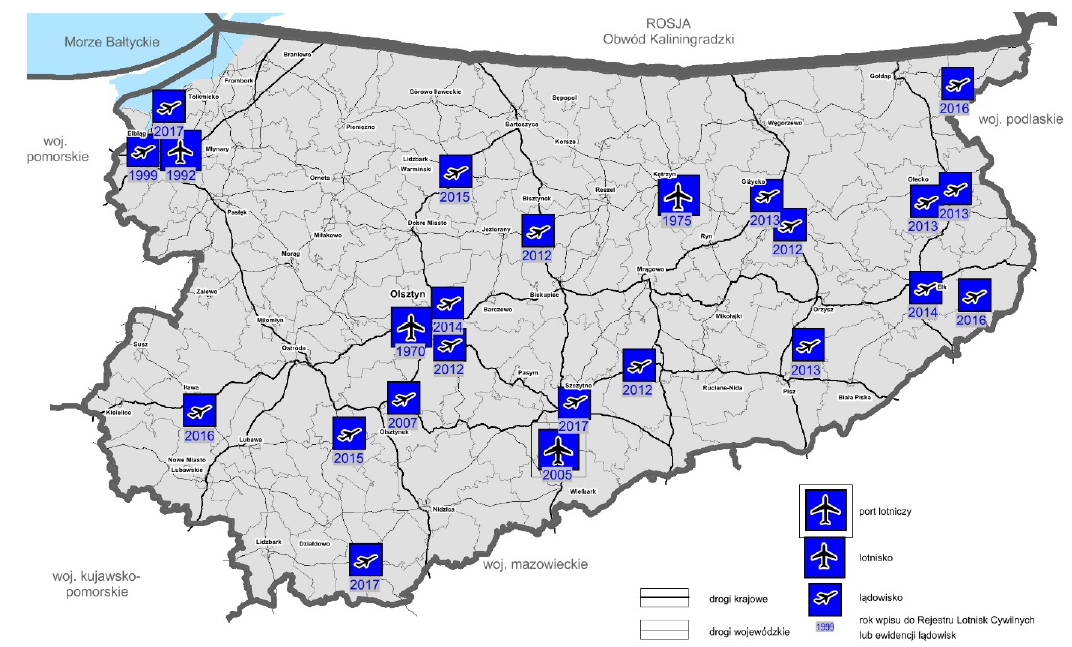 ROSJA
Obwód Kaliningradzki
Morze Bałtyckie
Braniewo
Frombork
Tolkmicko
Gołdap
Górowo Iławeckie
Sępopol
2016
woj. podlaskie
woj.
pomorskie
2017
Elbląg
Młynary
1999
1992
Pieniężno
Bartoszyce
Korsze
Węgorzewo
Lidzbark
Warmiński
2015
Orneta
Reszel
Kętrzyn
1975
Giżycko
2013
2012
Olecko
2013
2013
Pasłęk
Bisztynek
2012
Dobre Miasto
Jeziorany
Miłakowo
Ryn
Morąg
Mrągowo
Zalewo
Olsztyn
2014
1970
2012
Barczewo
Biskupiec
Mikołajki
Orzysz
Ełk
2014
2016
Miłomłyn
Susz
Ostróda
2013
Pasym
Szczytno
2017
2012
Ruciane-Nida
Pisz
Biała Piska
Iława
Kisielice
2016
2007
Olsztynek
2015
Lubawa
Nowe Miasto
Lubawskie
2005
Wielbark
Nidzica
Lidzbark
Działdowo
2017
woj. mazowieckie
woj. kujawsko-
pomorskie
port lotniczy
lotnisko
lądowisko
drogi krajowe
drogi wojewódzkie
1999
rok wpisu do Rejestru Lotnisk Cywilnych
lub ewidencji lądowisk